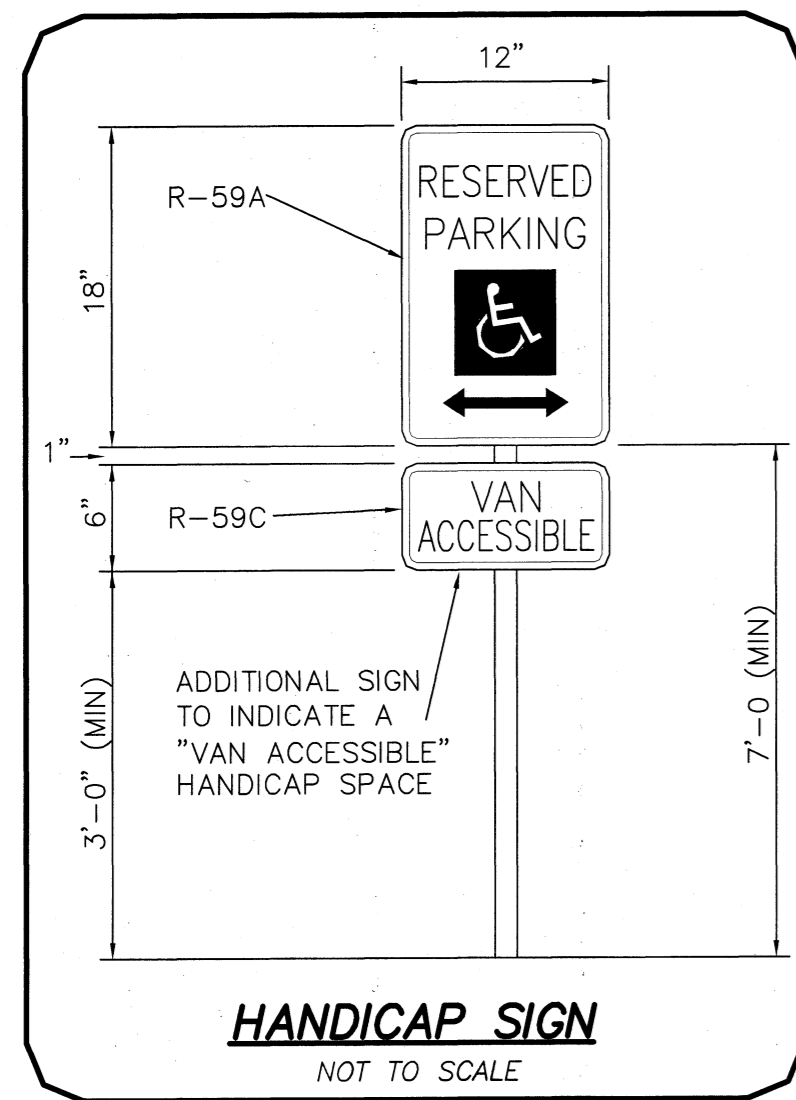 12"
R-59A
RESERVED
PARKING
18"
1"
6"
R-59C
VAN
ACCESSIBLE
ADDITIONAL SIGN
TO INDICATE A
"VAN ACCESSIBLE"
HANDICAP SPACE
3'-0" (MIN)
7'-0 (MIN)
HANDICAP SIGN
NOT TO SCALE